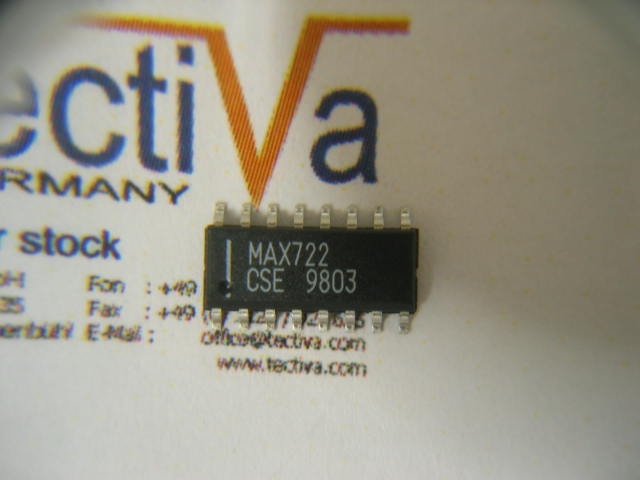 ectiVa
RMANY
r stock
Fon : +49
Fax : +49
E-Mail :
office@tectiva.com
www.tectiva.com
MAX722
CSE 9803